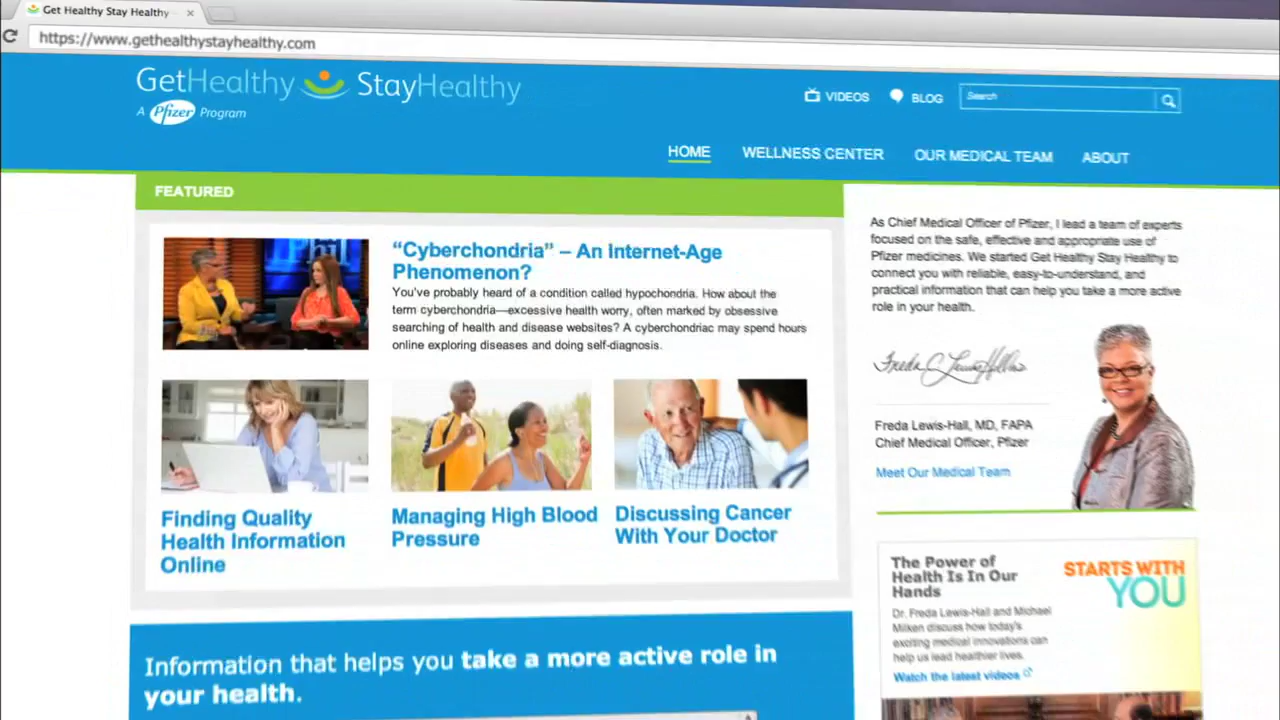 Get Healthy Stay Healthy
https://www.gethealthystayhealthy.com
GetHealthy StayHealthy
A Pfizer Program
VIDEOS
BLOG
Search
HOME
WELLNESS CENTER
OUR MEDICAL TEAM
ABOUT
FEATURED
Phil
“Cyberchondria” – An Internet-Age
Phenomenon?
You've probably heard of a condition called hypochondria. How about the
term cyberchondria—excessive health worry, often marked by obsessive
searching of health and disease websites? A cyberchondriac may spend hours
online exploring diseases and doing self-diagnosis.
Finding Quality
Health Information
Online
Managing High Blood
Pressure
Discussing Cancer
With Your Doctor
Information that helps you take a more active role in
your health.
As Chief Medical Officer of Pfizer, I lead a team of experts
focused on the safe, effective and appropriate use of
Pfizer medicines. We started Get Healthy Stay Healthy to
connect you with reliable, easy-to-understand, and
practical information that can help you take a more active
role in your health.
Freda Lewis-Hall, MD, FAPA
Chief Medical Officer, Pfizer
Meet Our Medical Team
The Power of
Health Is In Our
Hands
STARTS WITH
YOU
Dr. Freda Lewis-Hall and Michael
Milken discuss how today's
exciting medical innovations can
help us lead healthier lives.
Watch the latest videos